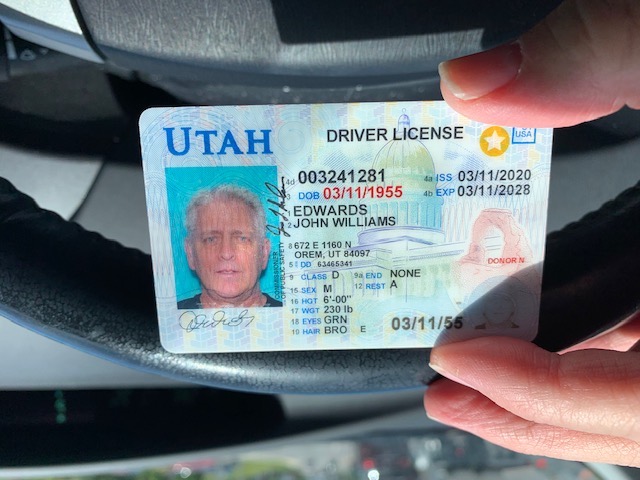 UTAH
DRIVER LICENSE
USA
4d 003241281
4a ISS 03/11/2020
3 DOB 03/11/1955
4b EXP 03/11/2028
EDWARDS
2 JOHN WILLIAMS
8 672 E 1160 N
OREM, UT 84097
5 DD 63465341
9 CLASS D 9a END NONE
12 REST A
15 SEX M
16 HGT 6'-00"
17 WGT 230 lb
18 EYES GRN
19 HAIR BRO E
DONOR N
03/11/55
COMMISSIONER
OF PUBLIC SAFETY